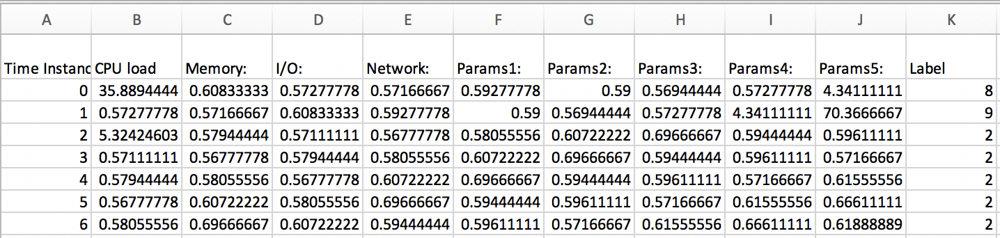 A B C D E F G H I J K
Time Instanc CPU load Memory: I/O: Network: Params1: Params2: Params3: Params4: Params5: Label
0 35.8894444 0.60833333 0.57277778 0.57166667 0.59277778 0.59 0.56944444 0.57277778 4.34111111 8
1 0.57277778 0.57166667 0.60833333 0.59277778 0.59 0.56944444 0.57277778 4.34111111 70.3666667 9
2 5.32424603 0.57944444 0.57111111 0.56777778 0.58055556 0.60722222 0.69666667 0.59444444 0.59611111 2
3 0.57111111 0.56777778 0.57944444 0.58055556 0.60722222 0.69666667 0.59444444 0.59611111 0.57166667 2
4 0.57944444 0.58055556 0.56777778 0.60722222 0.69666667 0.59444444 0.59611111 0.57166667 0.61555556 2
5 0.56777778 0.60722222 0.58055556 0.69666667 0.59444444 0.59611111 0.57166667 0.61555556 0.66611111 2
6 0.58055556 0.69666667 0.60722222 0.59444444 0.59611111 0.57166667 0.61555556 0.66611111 0.61888889 2